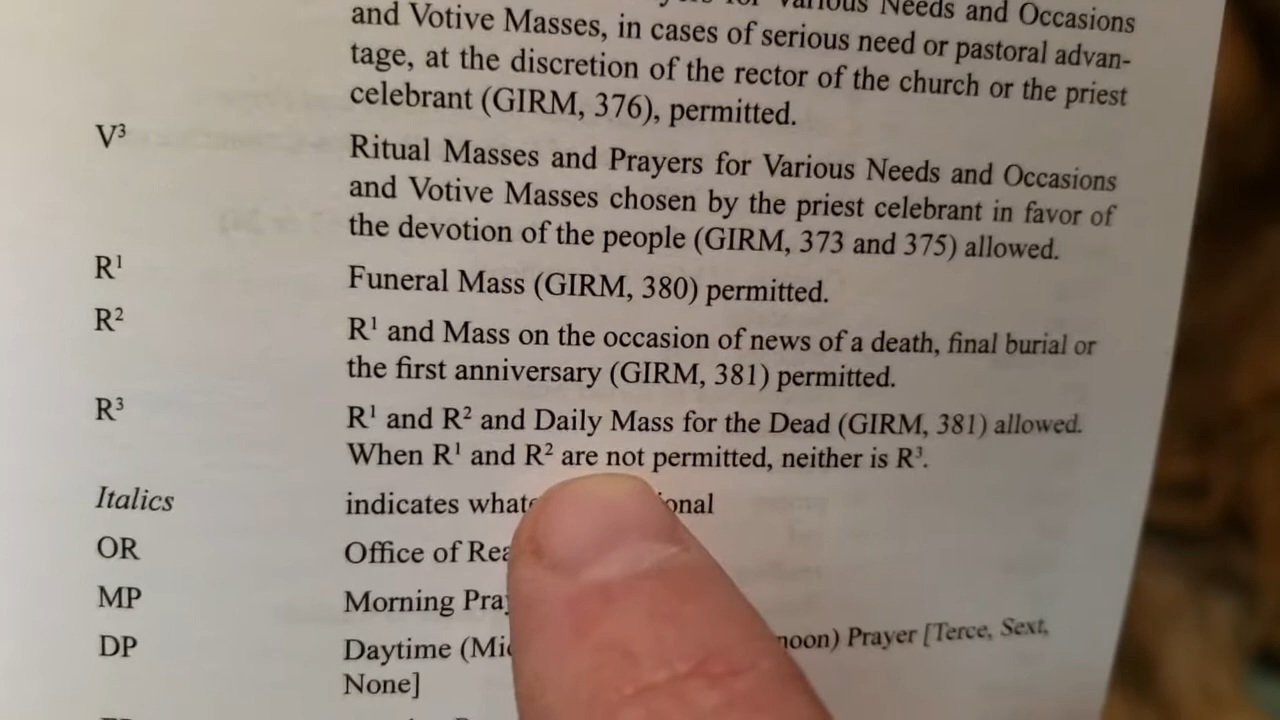 Various Needs and Occasions
and Votive Masses, in cases of serious need or pastoral advan-
tage, at the discretion of the rector of the church or the priest
celebrant (GIRM, 376), permitted.
V³ Ritual Masses and Prayers for Various Needs and Occasions
and Votive Masses chosen by the priest celebrant in favor of
the devotion of the people (GIRM, 373 and 375) allowed.
R¹ Funeral Mass (GIRM, 380) permitted.
R² R¹ and Mass on the occasion of news of a death, final burial or
the first anniversary (GIRM, 381) permitted.
R³ R¹ and R² and Daily Mass for the Dead (GIRM, 381) allowed.
When R¹ and R² are not permitted, neither is R³.
Italics indicates
OR Office of
MP Morning
DP Daytime noon) Prayer [Terce, Sext,
None]